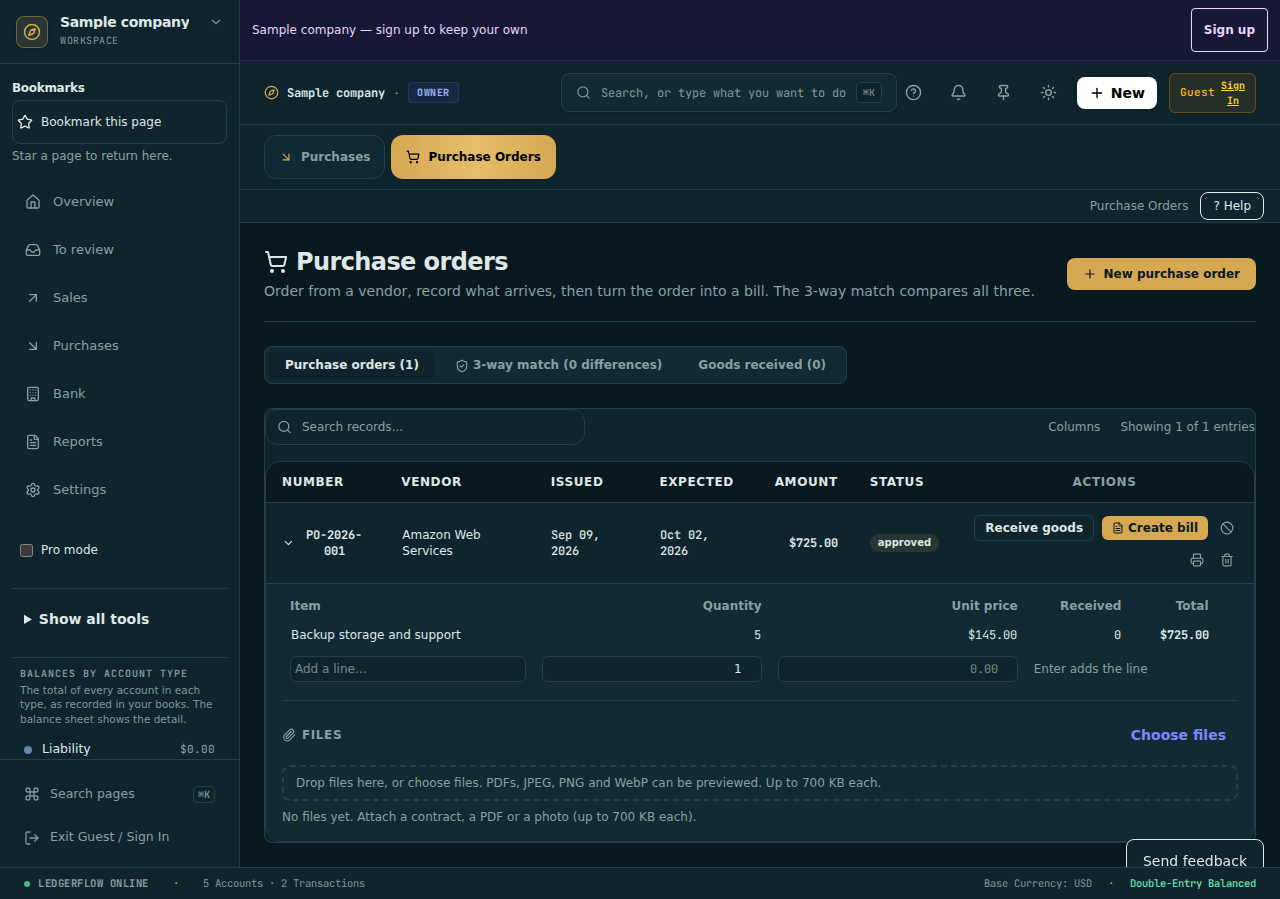 Sample company
WORKSPACE
Bookmarks
Bookmark this page
Star a page to return here.
Overview
To review
Sales
Purchases
Bank
Reports
Settings
Pro mode
Show all tools
BALANCES BY ACCOUNT TYPE
The total of every account in each
type, as recorded in your books. The
balance sheet shows the detail.
Liability $0.00
Search pages ⌘K
Exit Guest / Sign In
Sample company — sign up to keep your own
Sign up
Sample company · OWNER
Search, or type what you want to do ⌘K
New
Guest Sign
In
Purchases
Purchase Orders
Purchase Orders
? Help
Purchase orders
Order from a vendor, record what arrives, then turn the order into a bill. The 3-way match compares all three.
New purchase order
Purchase orders (1)
3-way match (0 differences)
Goods received (0)
Search records...
Columns
Showing 1 of 1 entries
NUMBER VENDOR ISSUED EXPECTED AMOUNT STATUS ACTIONS
PO-2026-
001
Amazon Web
Services
Sep 09,
2026
Oct 02,
2026
$725.00
approved
Receive goods
Create bill
Item Quantity Unit price Received Total
Backup storage and support 5 $145.00 0 $725.00
Add a line... 1 0.00 Enter adds the line
FILES
Choose files
Drop files here, or choose files. PDFs, JPEG, PNG and WebP can be previewed. Up to 700 KB each.
No files yet. Attach a contract, a PDF or a photo (up to 700 KB each).
Send feedback
LEDGERFLOW ONLINE · 5 Accounts · 2 Transactions
Base Currency: USD · Double-Entry Balanced